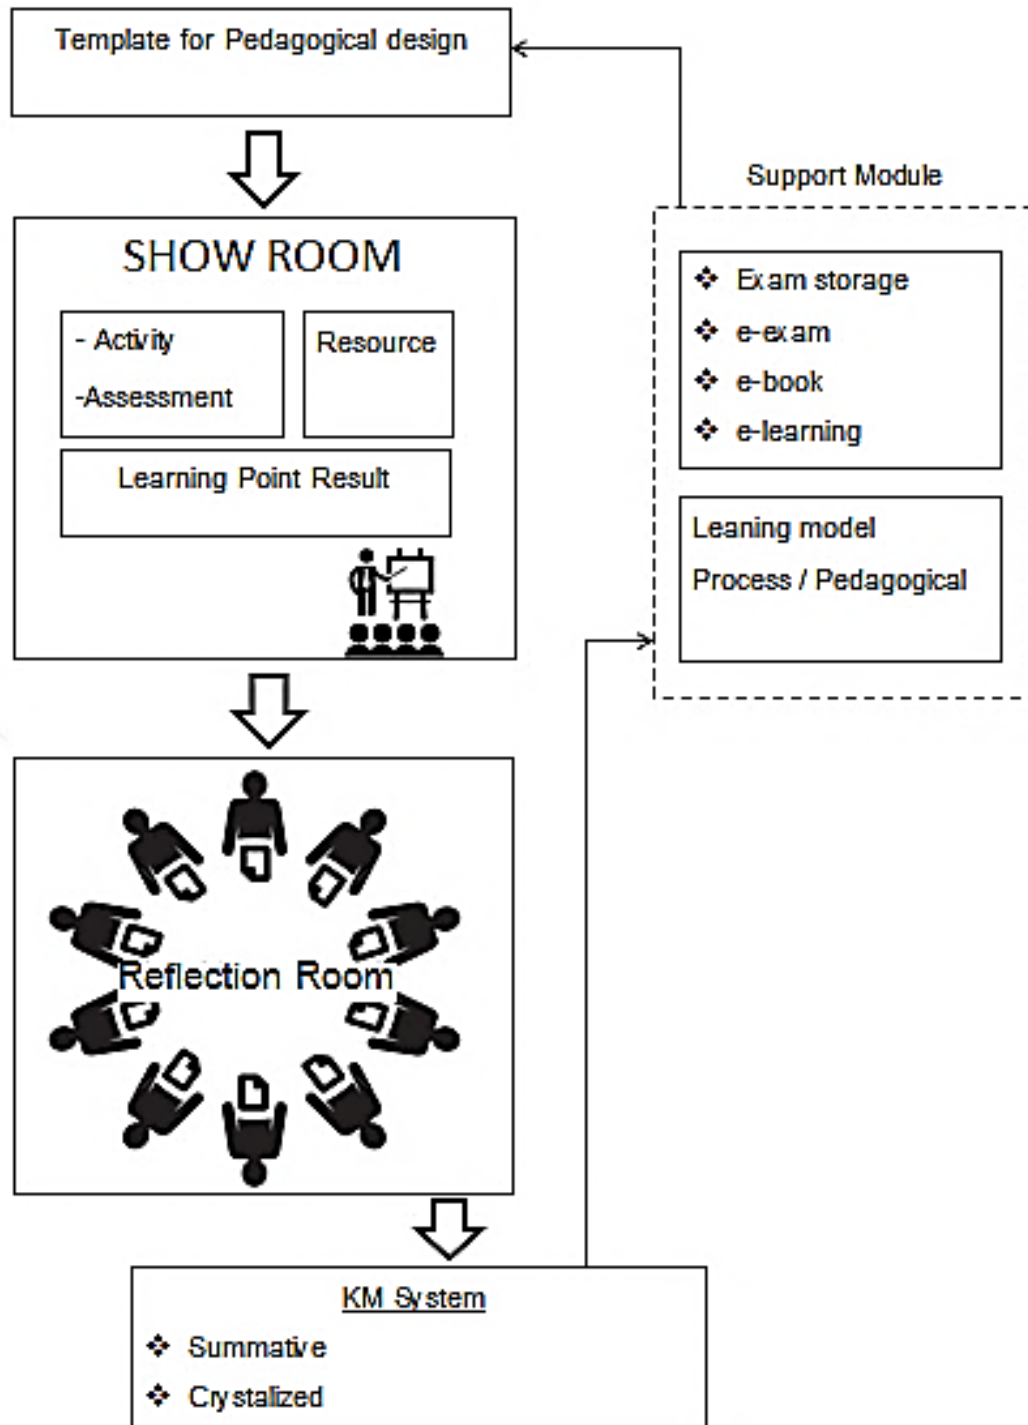 Template for Pedagogical design
Support Module
SHOW ROOM
- Activity
-Assessment
Resource
Learning Point Result
❖ Exam storage
❖ e-exam
❖ e-book
❖ e-learning
Leaning model
Process / Pedagogical
Reflection Room
KM System
❖ Summative
❖ Crystalized